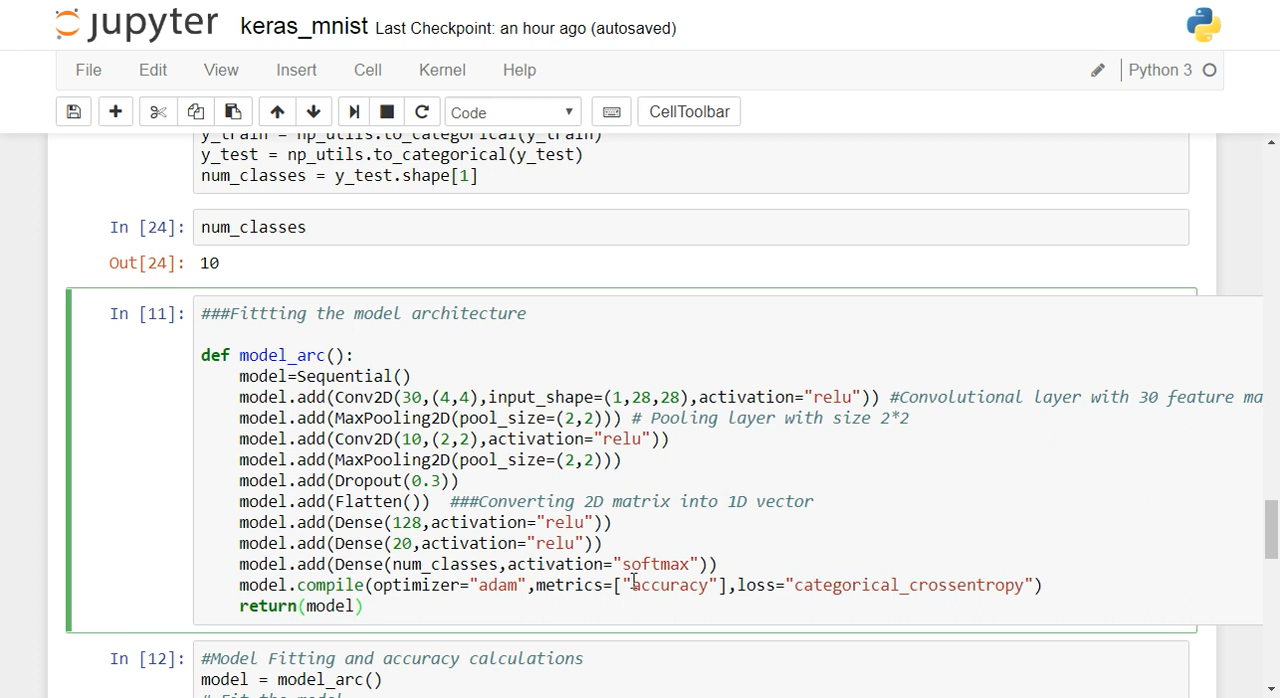 jupyter keras_mnist Last Checkpoint: an hour ago (autosaved)
File Edit View Insert Cell Kernel Help Python 3
Code CellToolbar
y_train = np_utils.to_categorical(y_train)
y_test = np_utils.to_categorical(y_test)
num_classes = y_test.shape[1]
In [24]: num_classes
Out[24]: 10
In [11]: ###Fittting the model architecture
def model_arc():
    model=Sequential()
    model.add(Conv2D(30,(4,4),input_shape=(1,28,28),activation="relu")) #Convolutional layer with 30 feature ma
    model.add(MaxPooling2D(pool_size=(2,2))) # Pooling layer with size 2*2
    model.add(Conv2D(10,(2,2),activation="relu"))
    model.add(MaxPooling2D(pool_size=(2,2)))
    model.add(Dropout(0.3))
    model.add(Flatten())  ###Converting 2D matrix into 1D vector
    model.add(Dense(128,activation="relu"))
    model.add(Dense(20,activation="relu"))
    model.add(Dense(num_classes,activation="softmax"))
    model.compile(optimizer="adam",metrics=["accuracy"],loss="categorical_crossentropy")
    return(model)
In [12]: #Model Fitting and accuracy calculations
model = model_arc()
# Fit the model